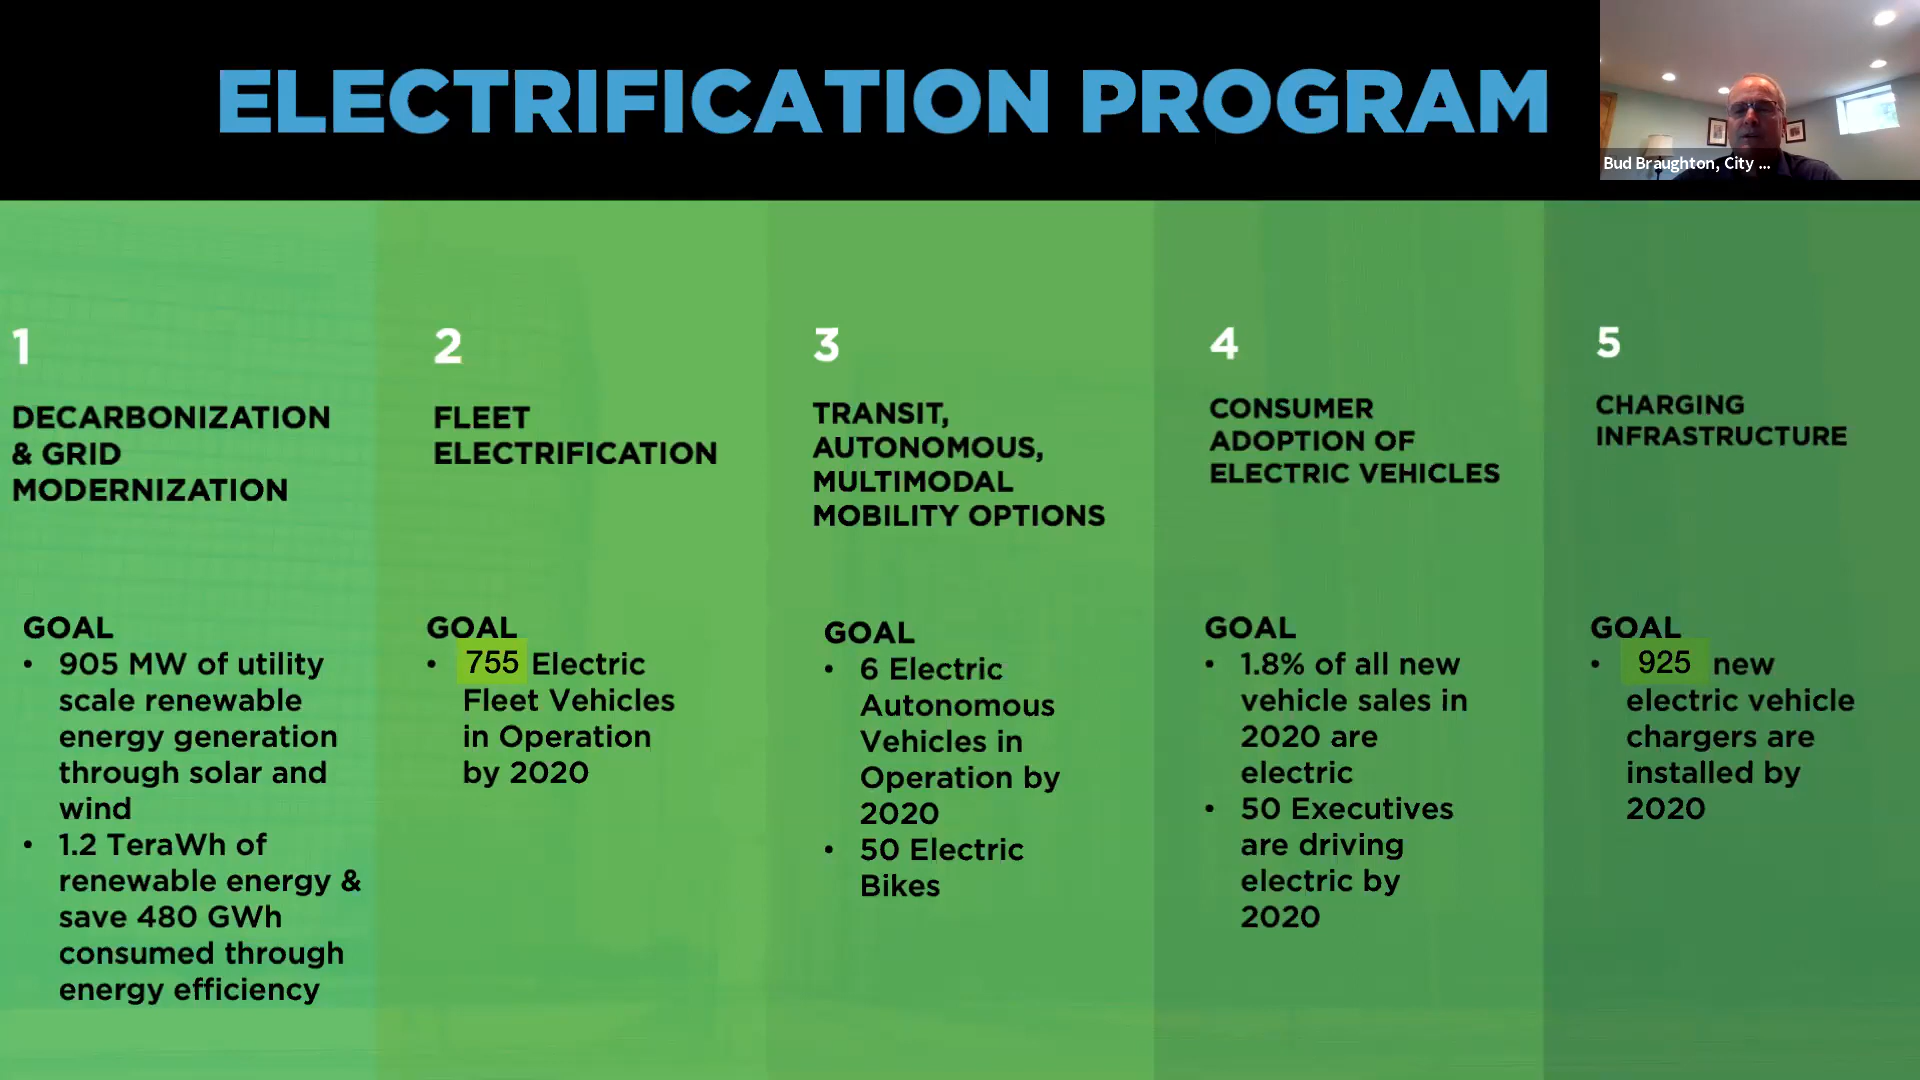 ELECTRIFICATION PROGRAM
Bud Braughton, City ...
1
DECARBONIZATION
& GRID
MODERNIZATION
GOAL
• 905 MW of utility
scale renewable
energy generation
through solar and
wind
• 1.2 TeraWh of
renewable energy &
save 480 GWh
consumed through
energy efficiency
2
FLEET
ELECTRIFICATION
GOAL
• 755 Electric
Fleet Vehicles
in Operation
by 2020
3
TRANSIT,
AUTONOMOUS,
MULTIMODAL
MOBILITY OPTIONS
GOAL
• 6 Electric
Autonomous
Vehicles in
Operation by
2020
• 50 Electric
Bikes
4
CONSUMER
ADOPTION OF
ELECTRIC VEHICLES
GOAL
• 1.8% of all new
vehicle sales in
2020 are
electric
• 50 Executives
are driving
electric by
2020
5
CHARGING
INFRASTRUCTURE
GOAL
• 925 new
electric vehicle
chargers are
installed by
2020